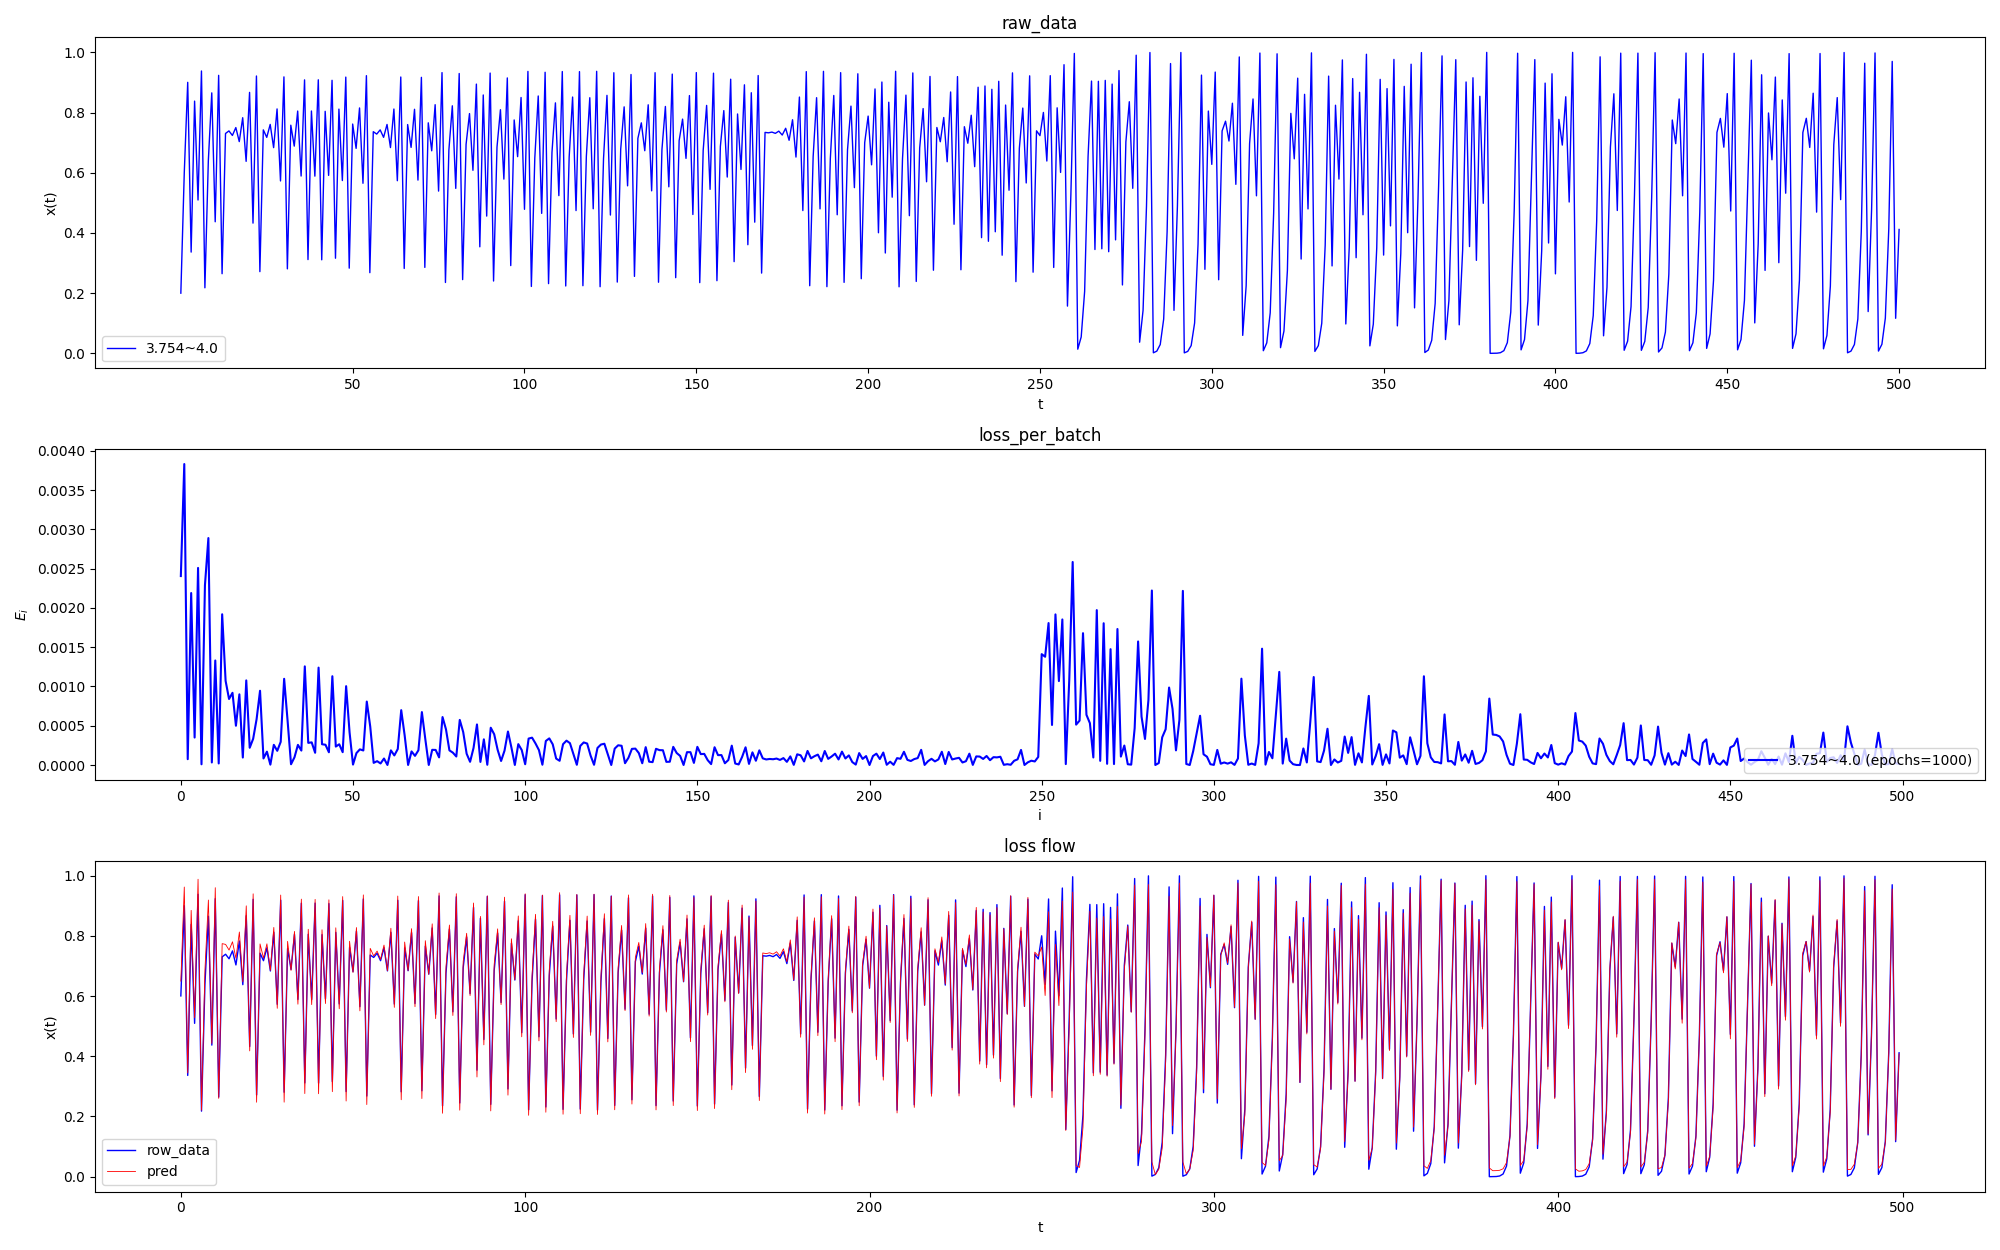 raw_data
1.0
0.8
0.6
0.4
0.2
0.0
x(t)
3.754~4.0
50 100 150 200 250 300 350 400 450 500
t
loss_per_batch
0.0040
0.0035
0.0030
0.0025
0.0020
0.0015
0.0010
0.0005
0.0000
E_i
3.754~4.0 (epochs=1000)
0 50 100 150 200 250 300 350 400 450 500
i
loss flow
1.0
0.8
0.6
0.4
0.2
0.0
x(t)
row_data
pred
0 100 200 300 400 500
t